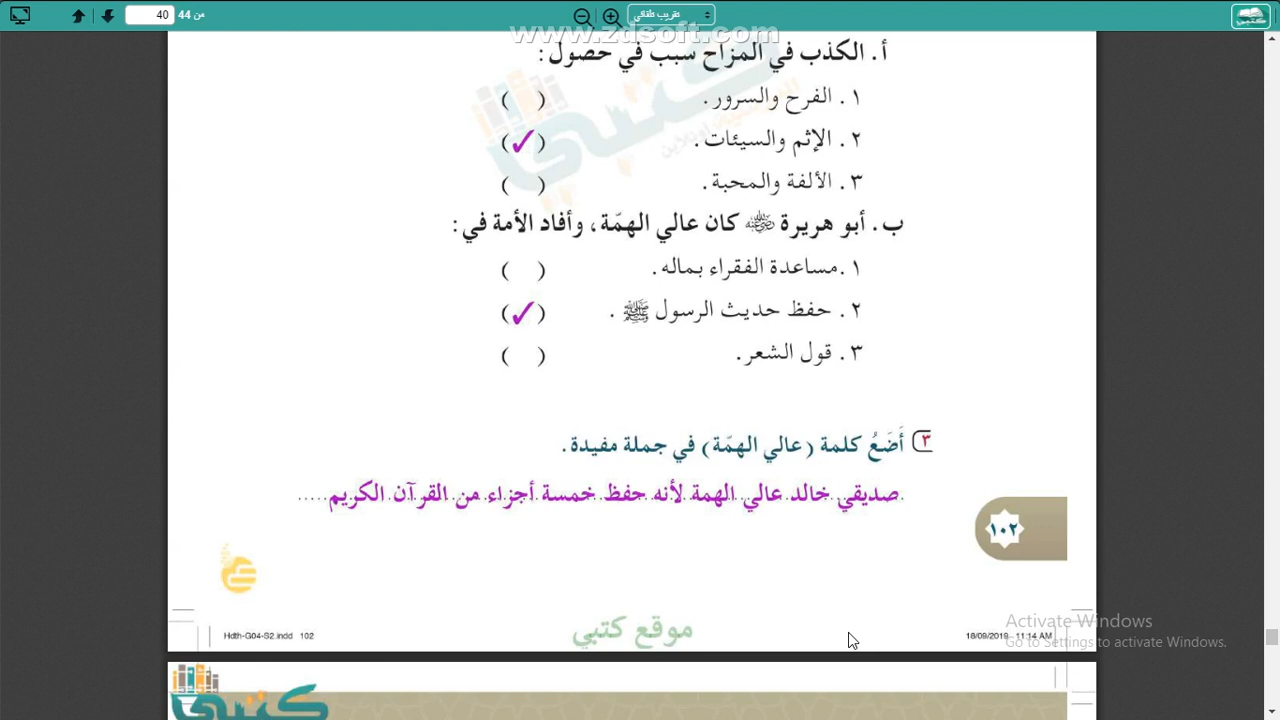 40 من 44
تقريب تلقائي
كتبي
www.zdsoft.com
أ. الكذب في المزاح سبب في حصول :
١ . الفرح والسرور . ( )
٢ . الإثم والسيئات . (✓)
٣ . الألفة والمحبة . ( )
ب. أبو هريرة ﵁ كان عالي الهمّة، وأفاد الأمة في:
١ .مساعدة الفقراء بماله . ( )
٢ . حفظ حديث الرسول ﷺ . (✓)
٣ . قول الشعر . ( )
٣ أَضَعُ كلمة (عالي الهمّة) في جملة مفيدة .
صديقي خالد عالي الهمة لأنه حفظ خمسة أجزاء من القرآن الكريم
١٠٢
Activate Windows
Go to Settings to activate Windows.
موقع كتبي
Hdth-G04-S2.indd 102
18/09/2019 11:14 AM
كتبي